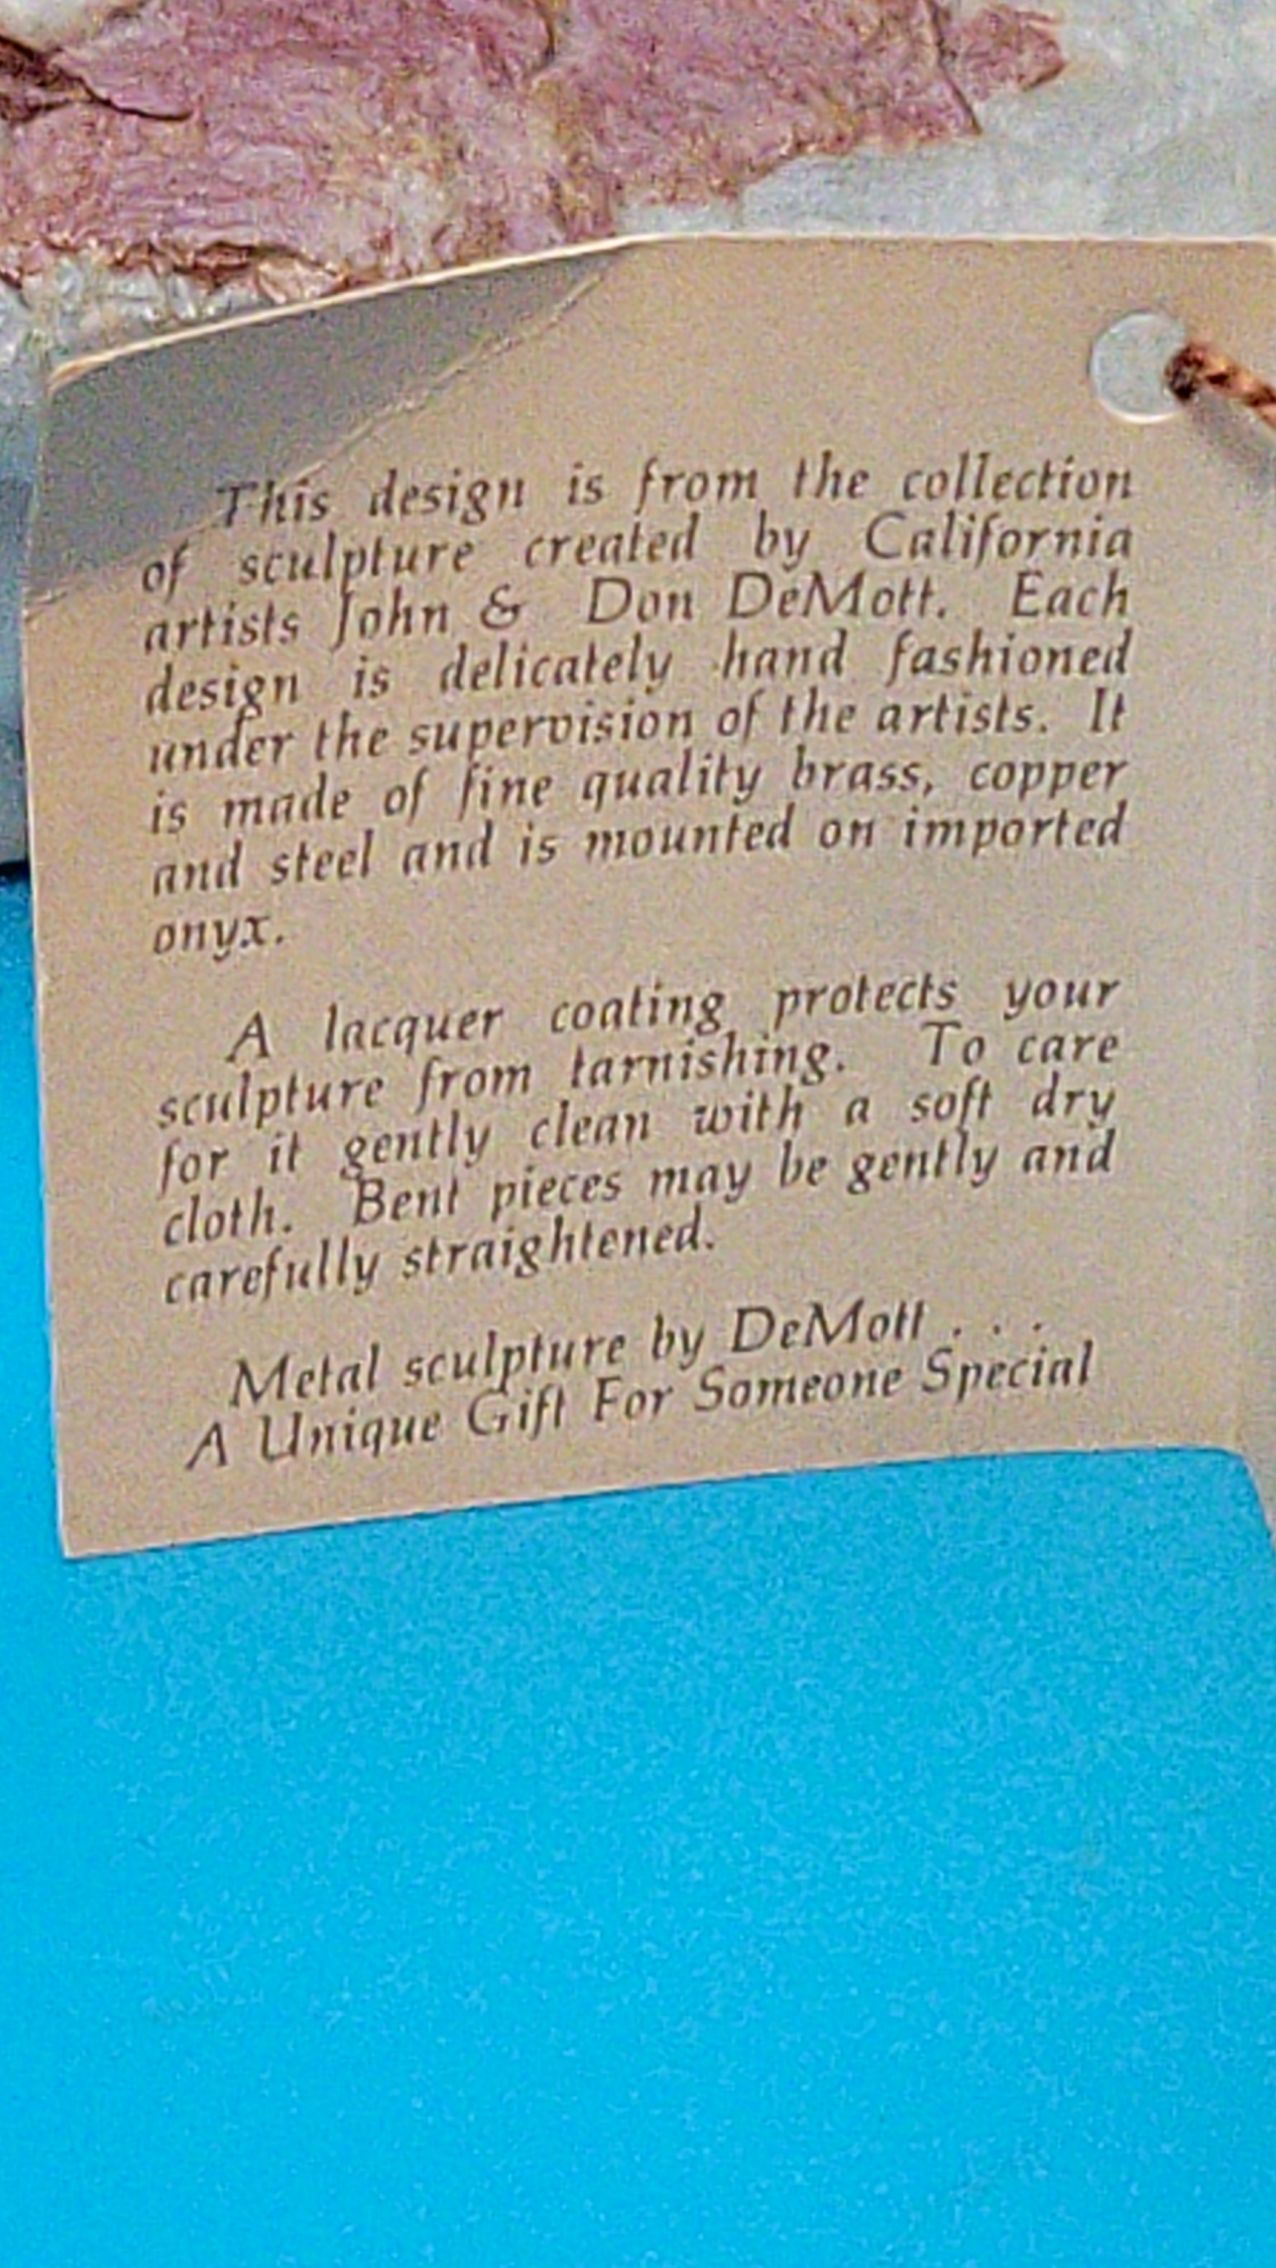 This design is from the collection
of sculpture created by California
artists John & Don DeMott. Each
design is delicately hand fashioned
under the supervision of the artists. It
is made of fine quality brass, copper
and steel and is mounted on imported
onyx.
A lacquer coating protects your
sculpture from tarnishing. To care
for it gently clean with a soft dry
cloth. Bent pieces may be gently and
carefully straightened.
Metal sculpture by DeMott . . .
A Unique Gift For Someone Special